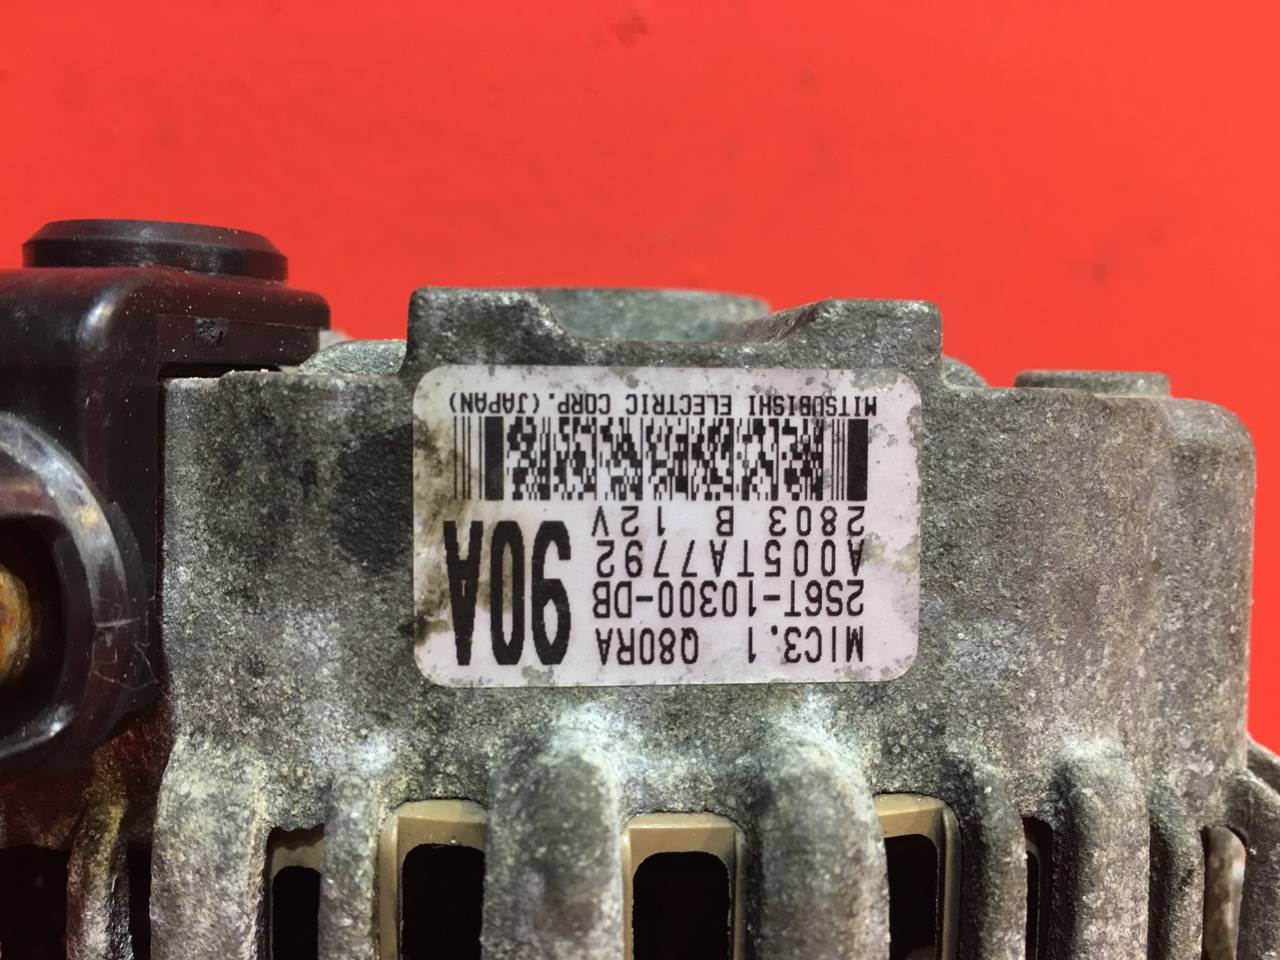 MIC3.1 Q80RA
2S6T-10300-DB
A005TA7792
2803 B 12V
90A
MITSUBISHI ELECTRIC CORP. (JAPAN)